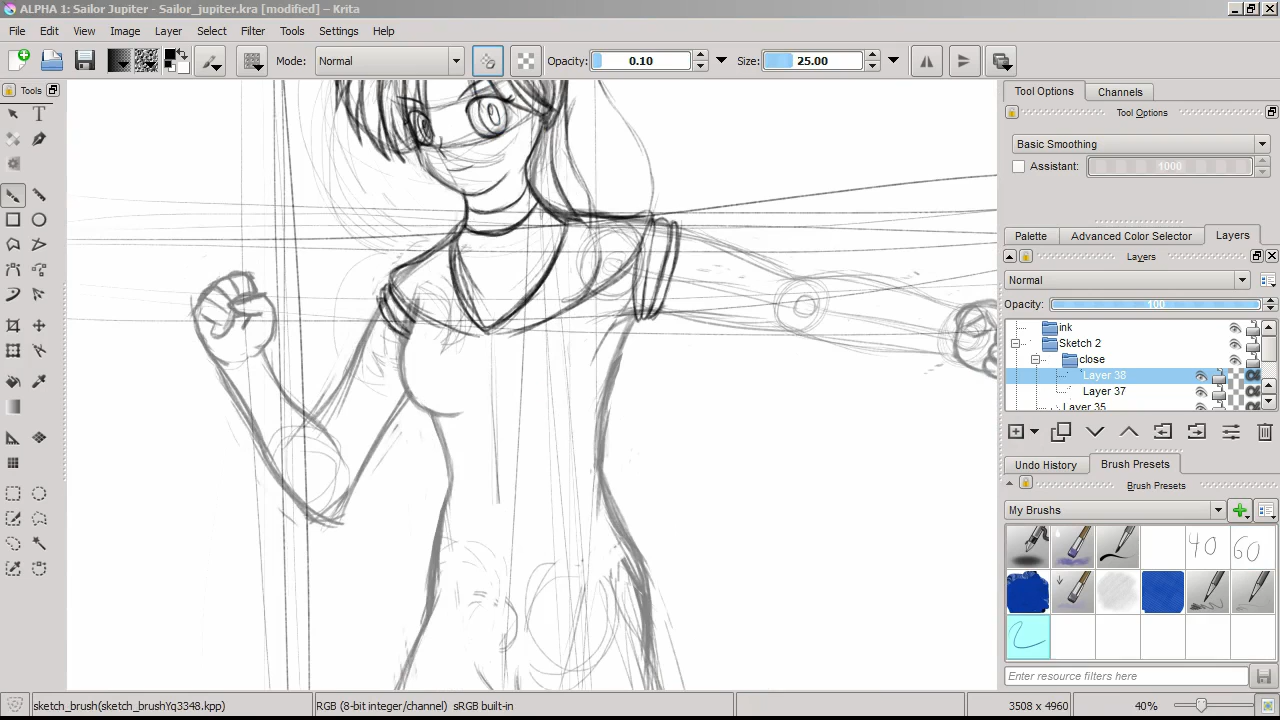 ALPHA 1: Sailor Jupiter - Sailor_jupiter.kra [modified] – Krita
File Edit View Image Layer Select Filter Tools Settings Help
Mode: Normal Opacity: 0.10 Size: 25.00
Tools
Tool Options Channels
Tool Options
Basic Smoothing
Assistant: 1000
Palette Advanced Color Selector Layers
Layers
Normal
Opacity: 100
ink
Sketch 2
close
Layer 38
Layer 37
Layer 35
Undo History Brush Presets
Brush Presets
My Brushes
40 60
Enter resource filters here
sketch_brush(sketch_brushYq3348.kpp) RGB (8-bit integer/channel) sRGB built-in 3508 x 4960 40%